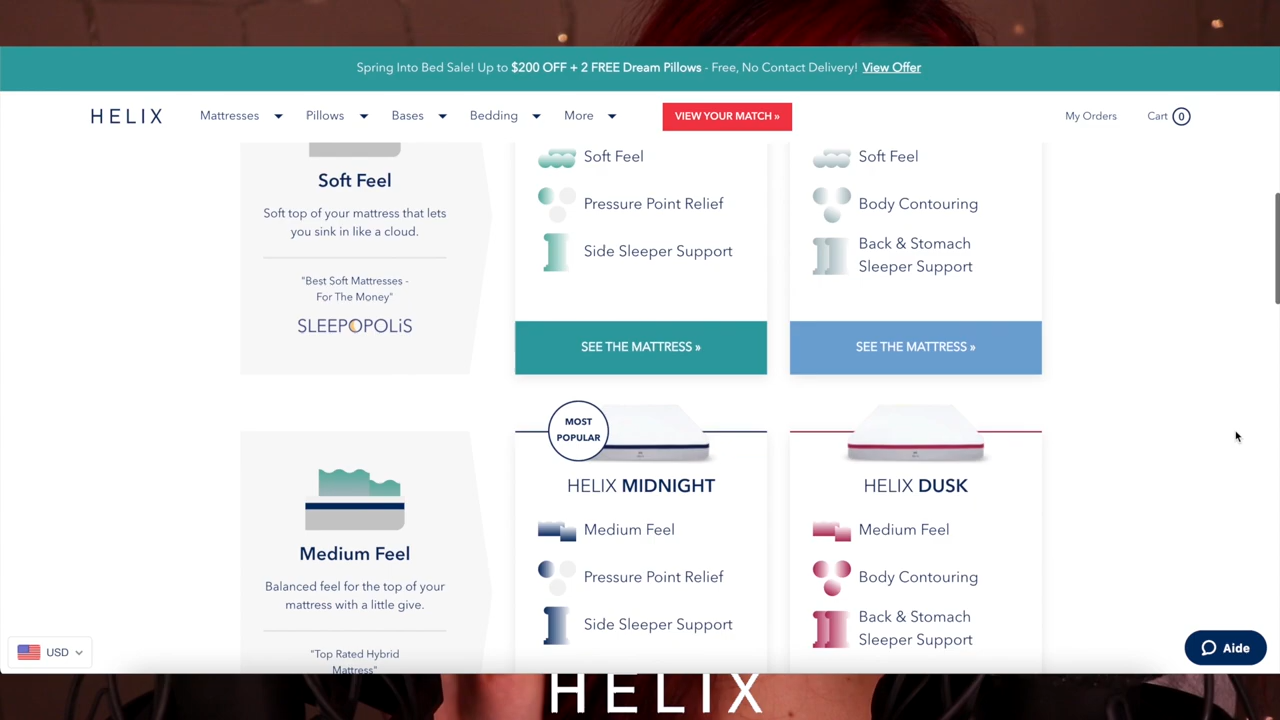 Spring Into Bed Sale! Up to $200 OFF + 2 FREE Dream Pillows - Free, No Contact Delivery! View Offer
HELIX
Mattresses
Pillows
Bases
Bedding
More
VIEW YOUR MATCH »
My Orders
Cart 0
Soft Feel
Soft top of your mattress that lets
you sink in like a cloud.
"Best Soft Mattresses -
For The Money"
SLEEPOPOLiS
Soft Feel
Pressure Point Relief
Side Sleeper Support
SEE THE MATTRESS »
Soft Feel
Body Contouring
Back & Stomach
Sleeper Support
SEE THE MATTRESS »
Medium Feel
Balanced feel for the top of your
mattress with a little give.
"Top Rated Hybrid
Mattress"
MOST
POPULAR
HELIX MIDNIGHT
Medium Feel
Pressure Point Relief
Side Sleeper Support
HELIX DUSK
Medium Feel
Body Contouring
Back & Stomach
Sleeper Support
USD
Aide
HELIX